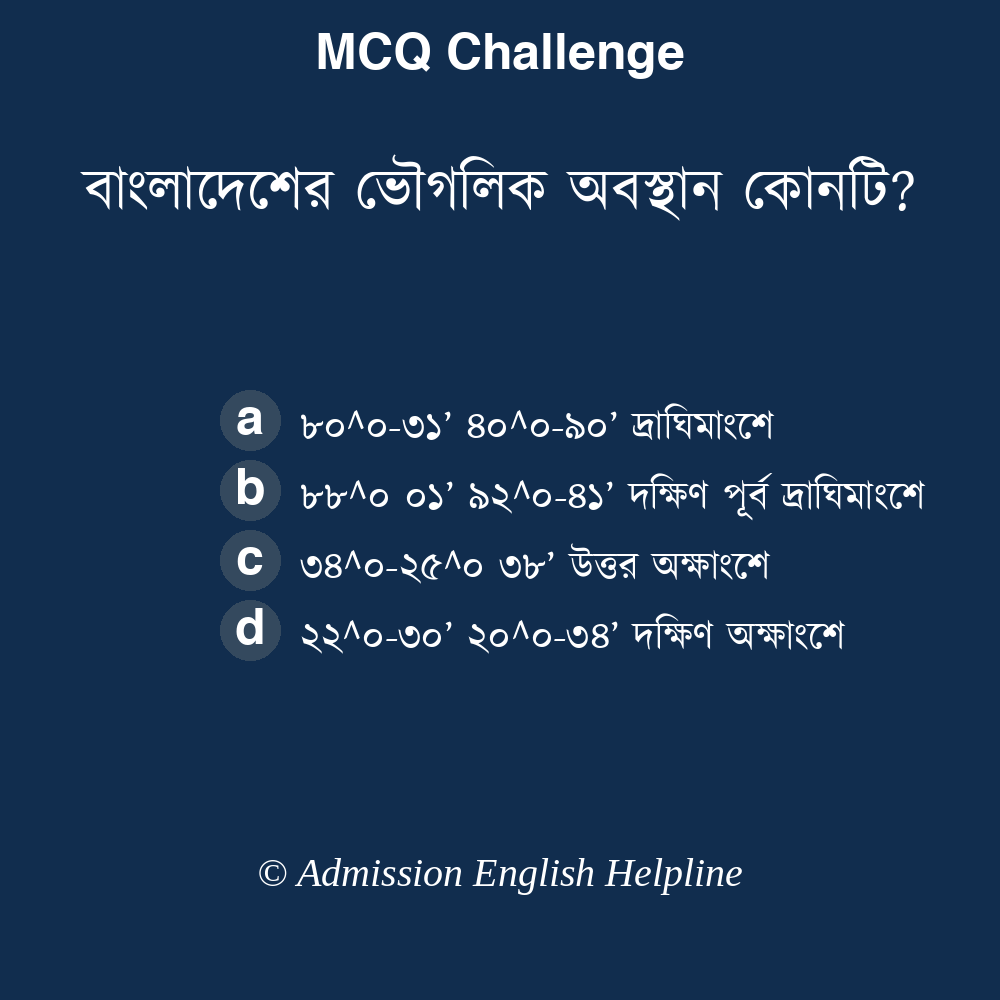 MCQ Challenge
বাংলাদেশের ভৌগলিক অবস্থান কোনটি?
a ৮০^০-৩১’ ৪০^০-৯০’ দ্রাঘিমাংশে
b ৮৮^০ ০১’ ৯২^০-৪১’ দক্ষিণ পূর্ব দ্রাঘিমাংশে
c ৩৪^০-২৫^০ ৩৮’ উত্তর অক্ষাংশে
d ২২^০-৩০’ ২০^০-৩৪’ দক্ষিণ অক্ষাংশে
© Admission English Helpline